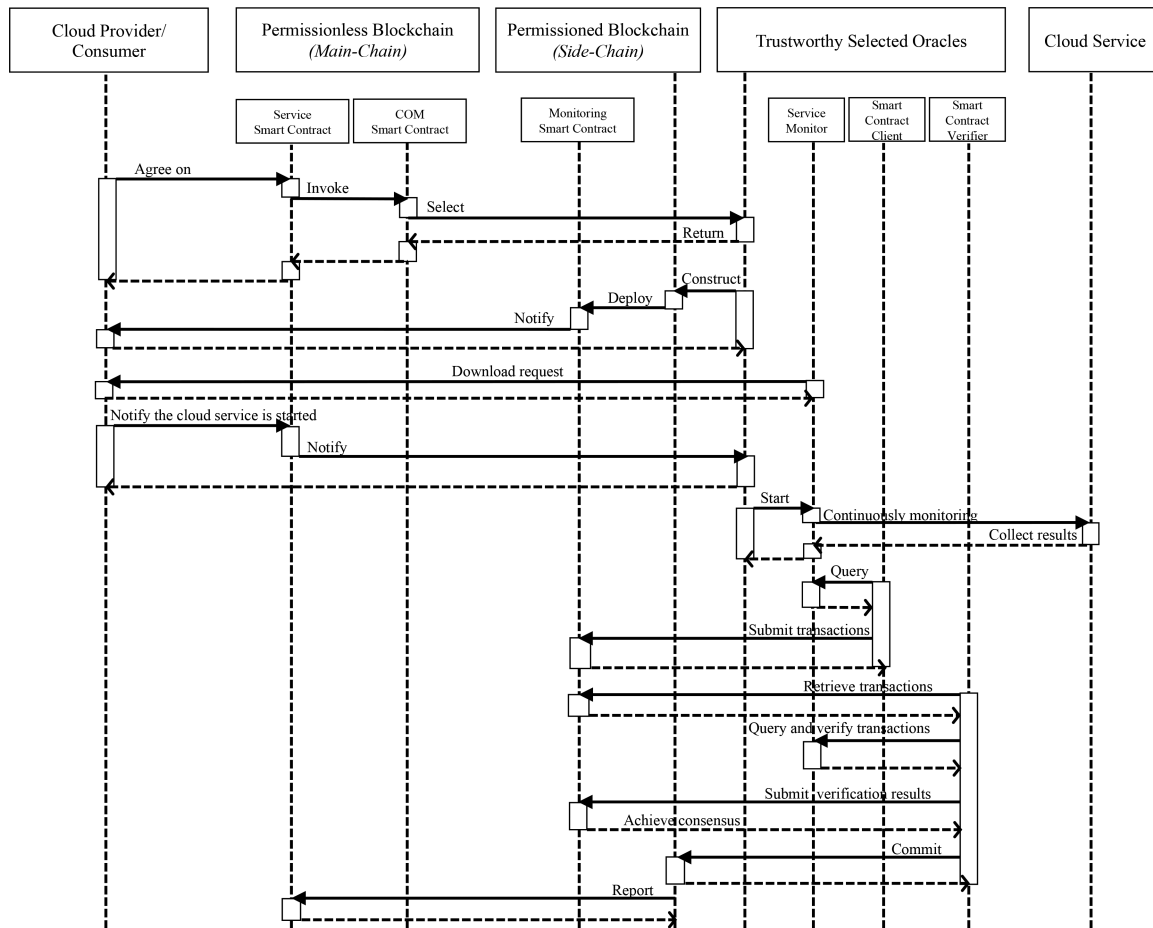 Cloud Provider/
Consumer
Permissionless Blockchain
(Main-Chain)
Permissioned Blockchain
(Side-Chain)
Trustworthy Selected Oracles
Cloud Service
Service
Smart Contract
COM
Smart Contract
Monitoring
Smart Contract
Service
Monitor
Smart
Contract
Client
Smart
Contract
Verifier
Agree on
Invoke
Select
Return
Construct
Deploy
Notify
Download request
Notify the cloud service is started
Notify
Start
Continuously monitoring
Collect results
Query
Submit transactions
Retrieve transactions
Query and verify transactions
Submit verification results
Achieve consensus
Commit
Report